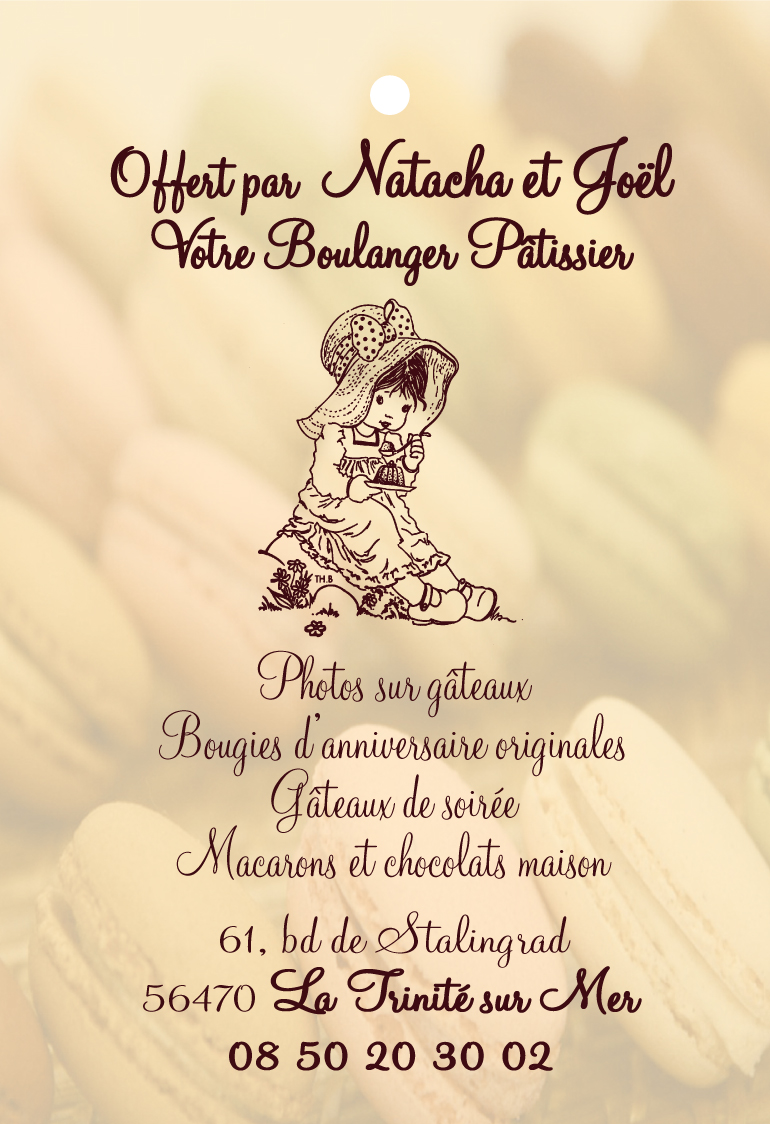 Offert par Natacha et Joël
Votre Boulanger Pâtissier
TH.B
Photos sur gâteaux
Bougies d'anniversaire originales
Gâteaux de soirée
Macarons et chocolats maison
61, bd de Stalingrad
56470 La Trinité sur Mer
08 50 20 30 02